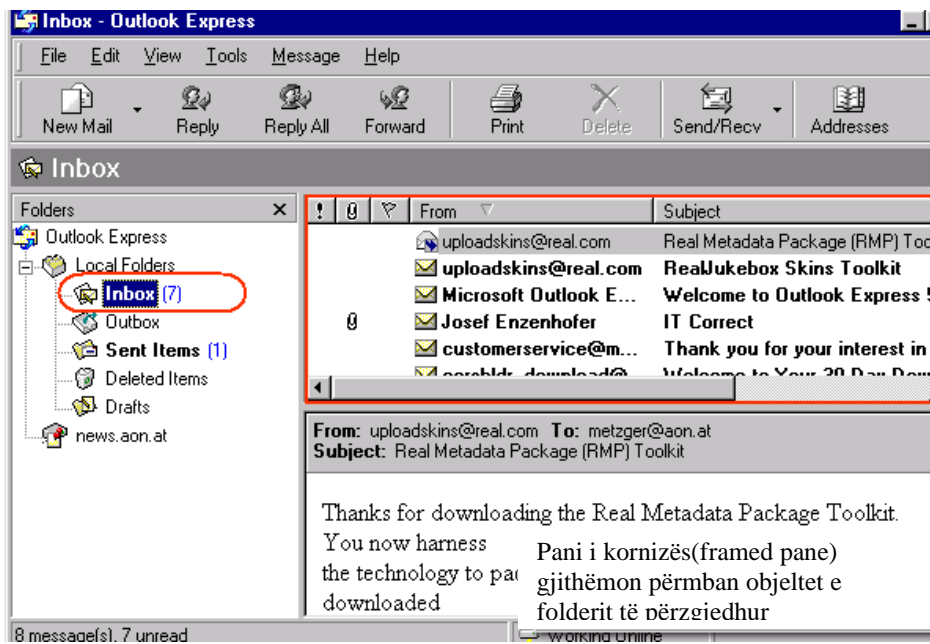 Inbox - Outlook Express
File Edit View Tools Message Help
New Mail Reply Reply All Forward Print Delete Send/Recv Addresses
Inbox
Folders
Outlook Express
Local Folders
Inbox (7)
Outbox
Sent Items (1)
Deleted Items
Drafts
news.aon.at
! From Subject
uploadskins@real.com Real Metadata Package (RMP) Too
uploadskins@real.com RealJukebox Skins Toolkit
Microsoft Outlook E... Welcome to Outlook Express 5
Josef Enzenhofer IT Correct
customerservice@m... Thank you for your interest in
Welcome to Your 30 Day Dow
From: uploadskins@real.com To: metzger@aon.at
Subject: Real Metadata Package (RMP) Toolkit
Thanks for downloading the Real Metadata Package Toolkit.
You now harness
the technology to pac
downloaded
Pani i kornizës(framed pane)
gjithëmon përmban objeltet e
folderit të përzgjedhur
8 message(s), 7 unread
Working Online